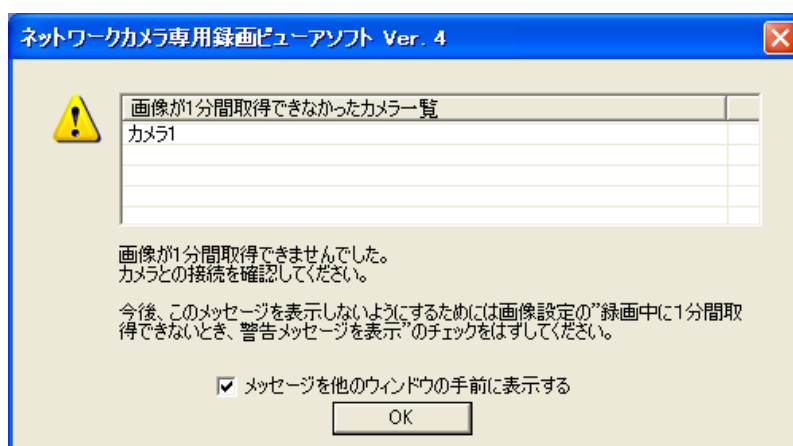 ネットワークカメラ専用録画ビューアソフト Ver. 4
画像が1分間取得できなかったカメラ一覧
カメラ1
画像が1分間取得できませんでした。
カメラとの接続を確認してください。
今後、このメッセージを表示しないようにするためには画像設定の"録画中に1分間取
得できないとき、警告メッセージを表示"のチェックをはずしてください。
メッセージを他のウィンドウの手前に表示する
OK